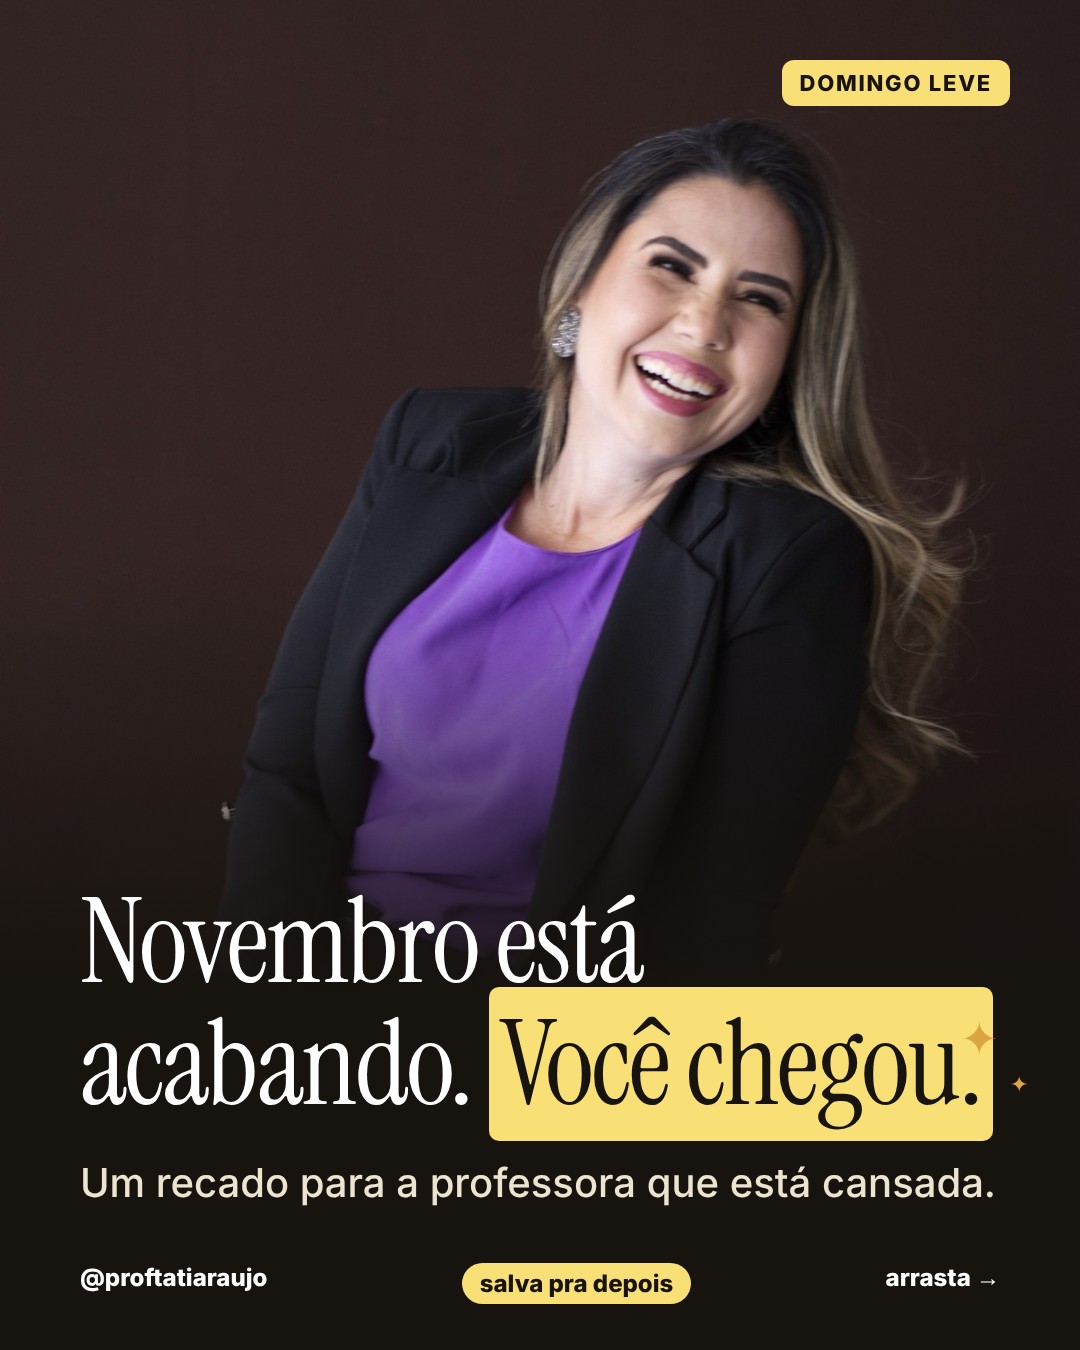 DOMINGO LEVE
Novembro está
acabando. Você chegou.
Um recado para a professora que está cansada.
@proftatiaraujo
salva pra depois
arrasta →